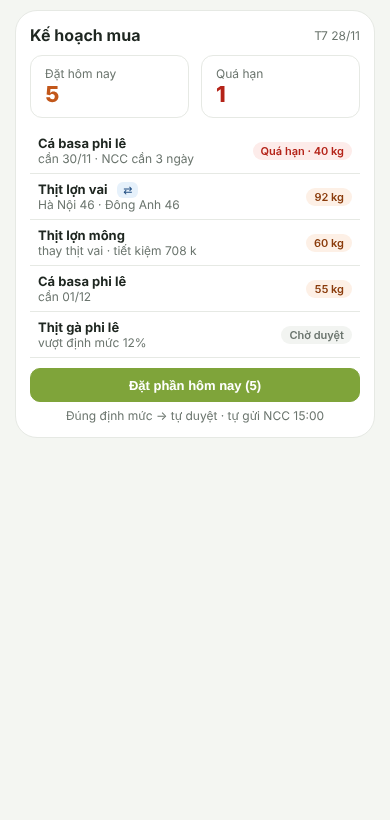 Kế hoạch mua
T7 28/11
Đặt hôm nay
5
Quá hạn
1
Cá basa phi lê
cần 30/11 · NCC cần 3 ngày
Quá hạn · 40 kg
Thịt lợn vai ⇄
Hà Nội 46 · Đông Anh 46
92 kg
Thịt lợn mông
thay thịt vai · tiết kiệm 708 k
60 kg
Cá basa phi lê
cần 01/12
55 kg
Thịt gà phi lê
vượt định mức 12%
Chờ duyệt
Đặt phần hôm nay (5)
Đúng định mức → tự duyệt · tự gửi NCC 15:00